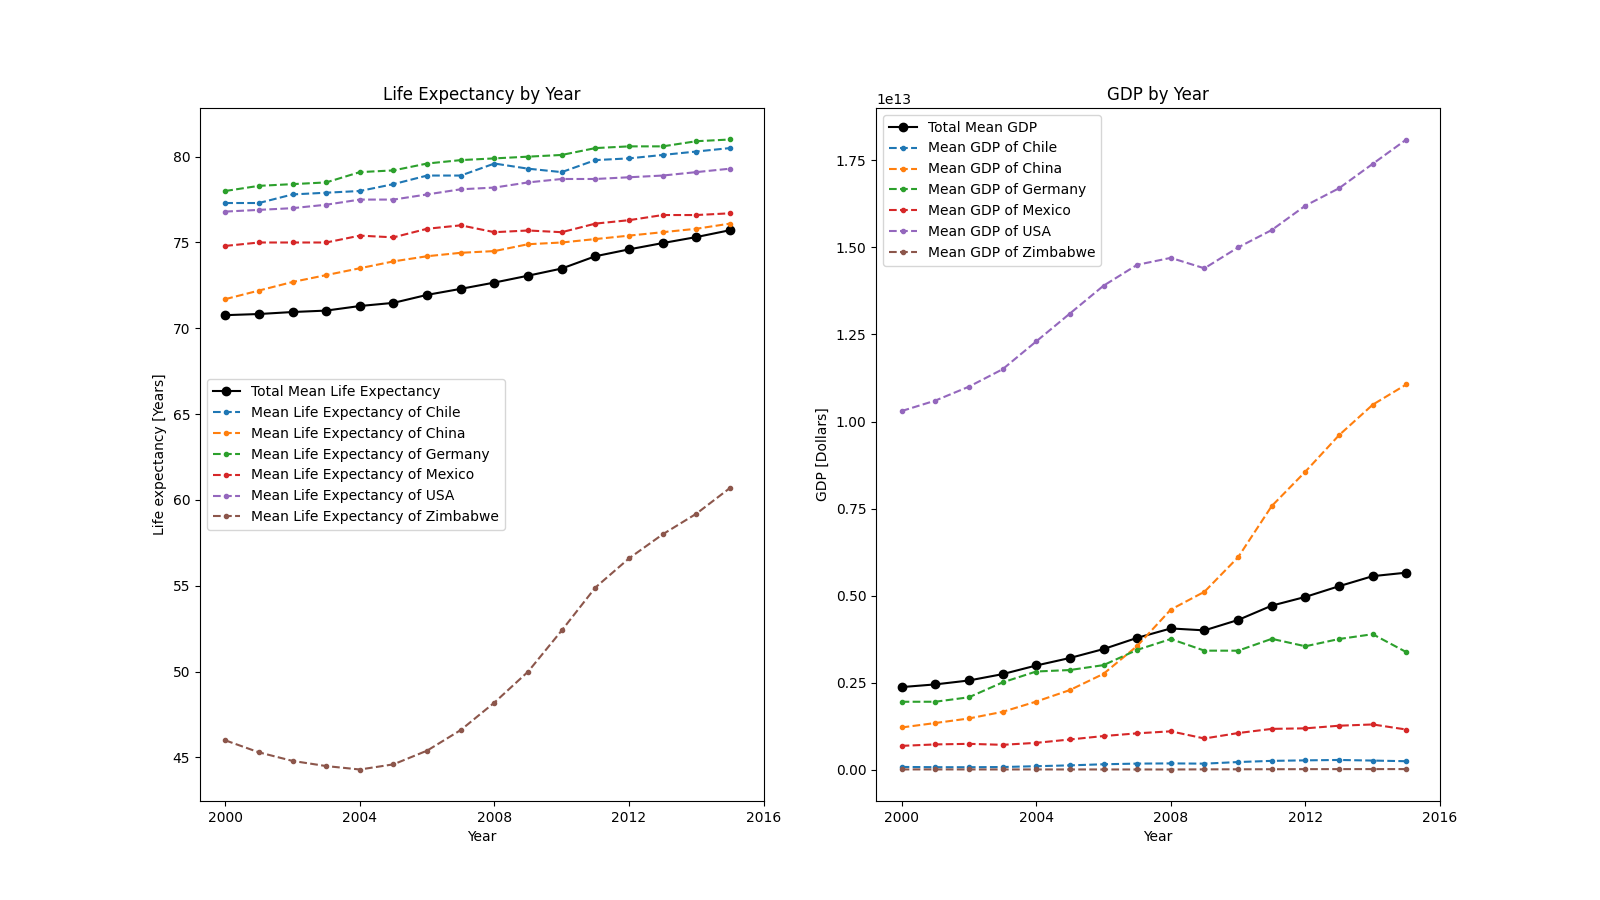 Life Expectancy by Year
80
75
70
65
60
55
50
45
Life expectancy [Years]
Total Mean Life Expectancy
Mean Life Expectancy of Chile
Mean Life Expectancy of China
Mean Life Expectancy of Germany
Mean Life Expectancy of Mexico
Mean Life Expectancy of USA
Mean Life Expectancy of Zimbabwe
2000 2004 2008 2012 2016
Year
GDP by Year
1e13
1.75
1.50
1.25
1.00
0.75
0.50
0.25
0.00
GDP [Dollars]
Total Mean GDP
Mean GDP of Chile
Mean GDP of China
Mean GDP of Germany
Mean GDP of Mexico
Mean GDP of USA
Mean GDP of Zimbabwe
2000 2004 2008 2012 2016
Year